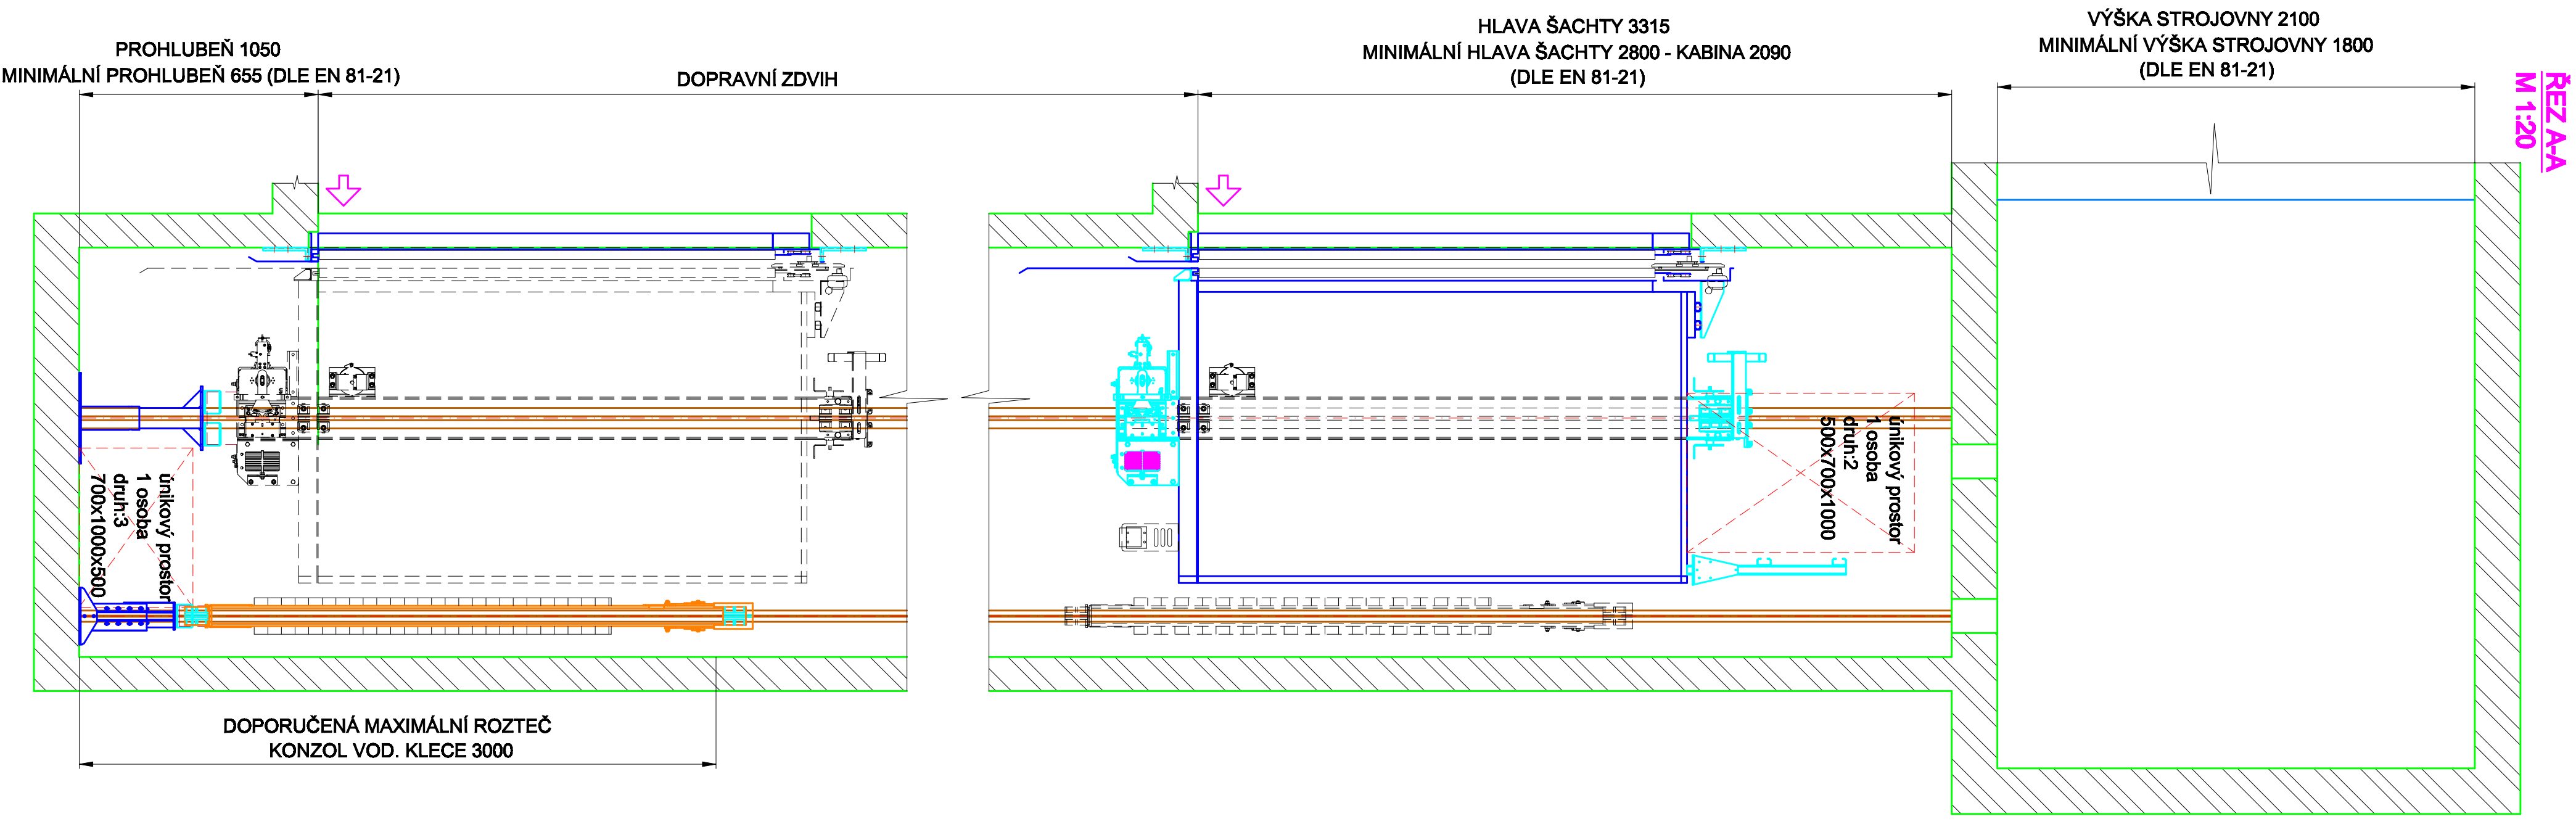 PROHLUBEŇ 1050
MINIMÁLNÍ PROHLUBEŇ 655 (DLE EN 81-21)
DOPRAVNÍ ZDVIH
HLAVA ŠACHTY 3315
MINIMÁLNÍ HLAVA ŠACHTY 2800 - KABINA 2090
(DLE EN 81-21)
VÝŠKA STROJOVNY 2100
MINIMÁLNÍ VÝŠKA STROJOVNY 1800
(DLE EN 81-21)
ŘEZ A-A
M 1:20
únikový prostor
1 osoba
druh:3
700x1000x500
únikový prostor
1 osoba
druh:2
500x700x1000
DOPORUČENÁ MAXIMÁLNÍ ROZTEČ
KONZOL VOD. KLECE 3000